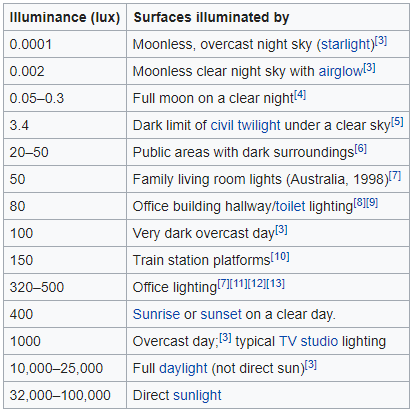 Illuminance (lux) Surfaces illuminated by
0.0001 Moonless, overcast night sky (starlight)[3]
0.002 Moonless clear night sky with airglow[3]
0.05–0.3 Full moon on a clear night[4]
3.4 Dark limit of civil twilight under a clear sky[5]
20–50 Public areas with dark surroundings[6]
50 Family living room lights (Australia, 1998)[7]
80 Office building hallway/toilet lighting[8][9]
100 Very dark overcast day[3]
150 Train station platforms[10]
320–500 Office lighting[7][11][12][13]
400 Sunrise or sunset on a clear day.
1000 Overcast day;[3] typical TV studio lighting
10,000–25,000 Full daylight (not direct sun)[3]
32,000–100,000 Direct sunlight